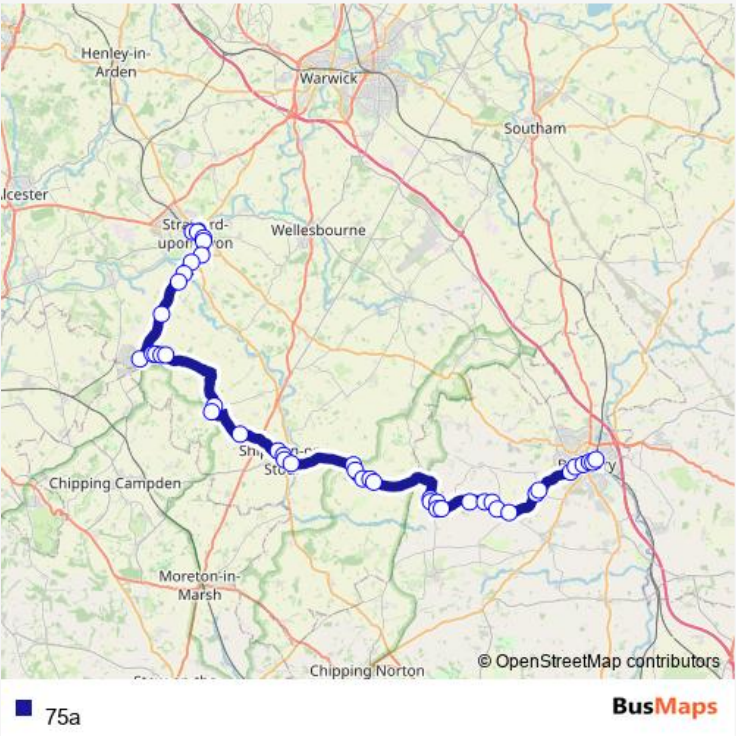 Henley-in-
Arden
Warwick
Southam
lcester
Wellesbourne
Chipping Campden
Moreton-in-
Marsh
Chipping Norton
© OpenStreetMap contributors
75a
BusMaps